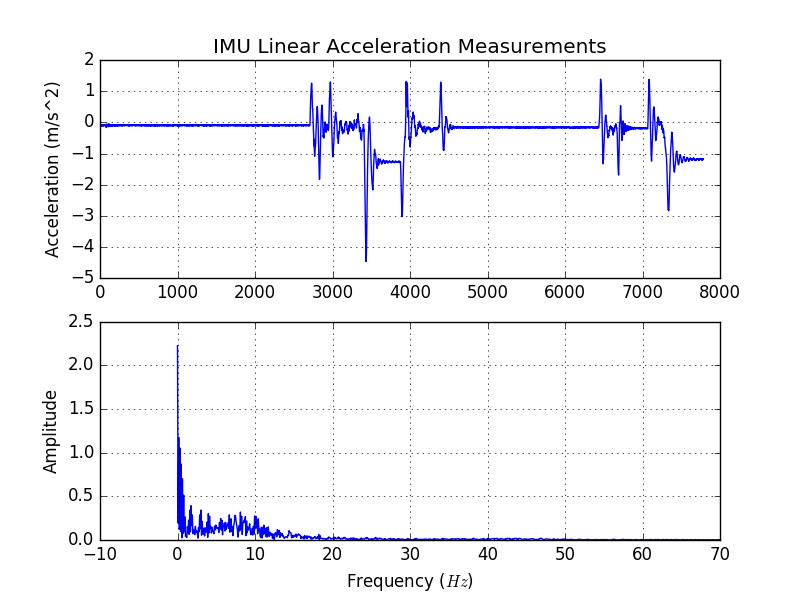 IMU Linear Acceleration Measurements
Acceleration (m/s^2)
2
1
0
−1
−2
−3
−4
−5
0 1000 2000 3000 4000 5000 6000 7000 8000
Amplitude
2.5
2.0
1.5
1.0
0.5
0.0
−10 0 10 20 30 40 50 60 70
Frequency (Hz)